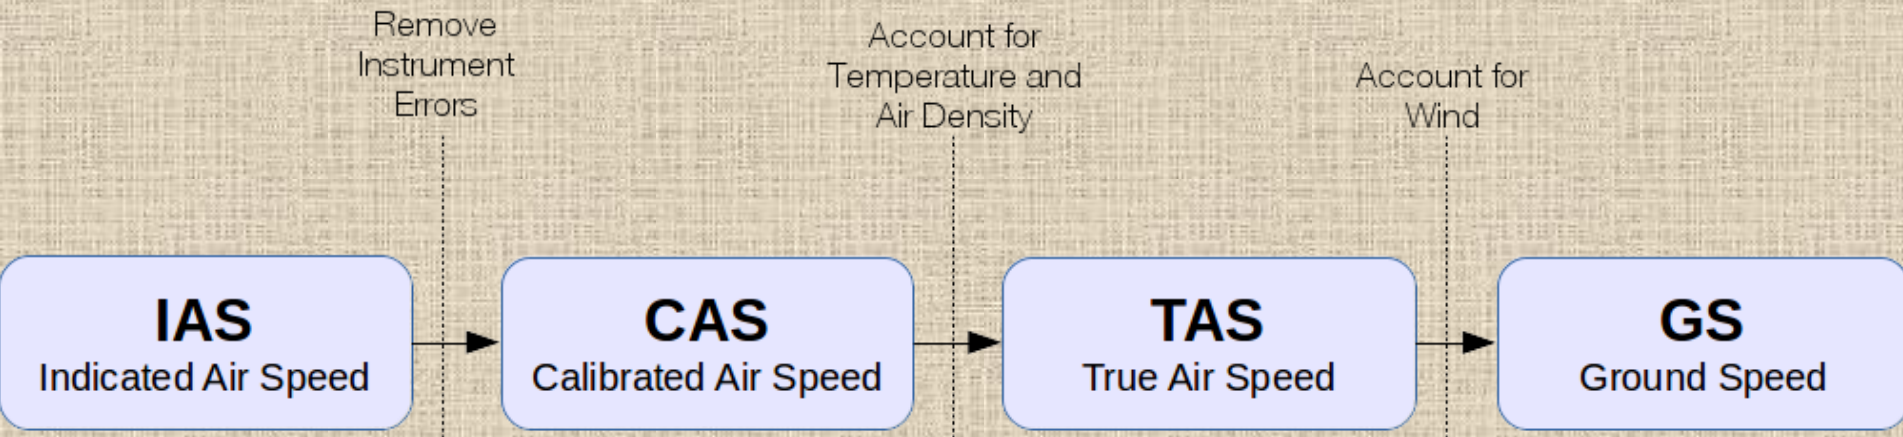 Remove
Instrument
Errors
Account for
Temperature and
Air Density
Account for
Wind
IAS
Indicated Air Speed
CAS
Calibrated Air Speed
TAS
True Air Speed
GS
Ground Speed